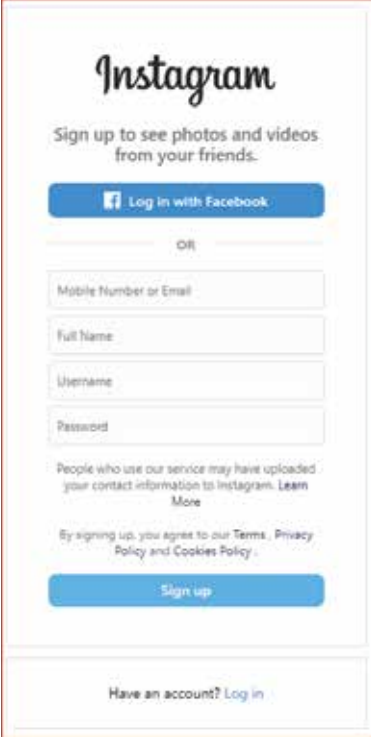 Instagram
Sign up to see photos and videos
from your friends.
Log in with Facebook
OR
Mobile Number or Email
Full Name
Username
Password
People who use our service may have uploaded
your contact information to Instagram. Learn
More
By signing up, you agree to our Terms , Privacy
Policy and Cookies Policy .
Sign up
Have an account? Log in